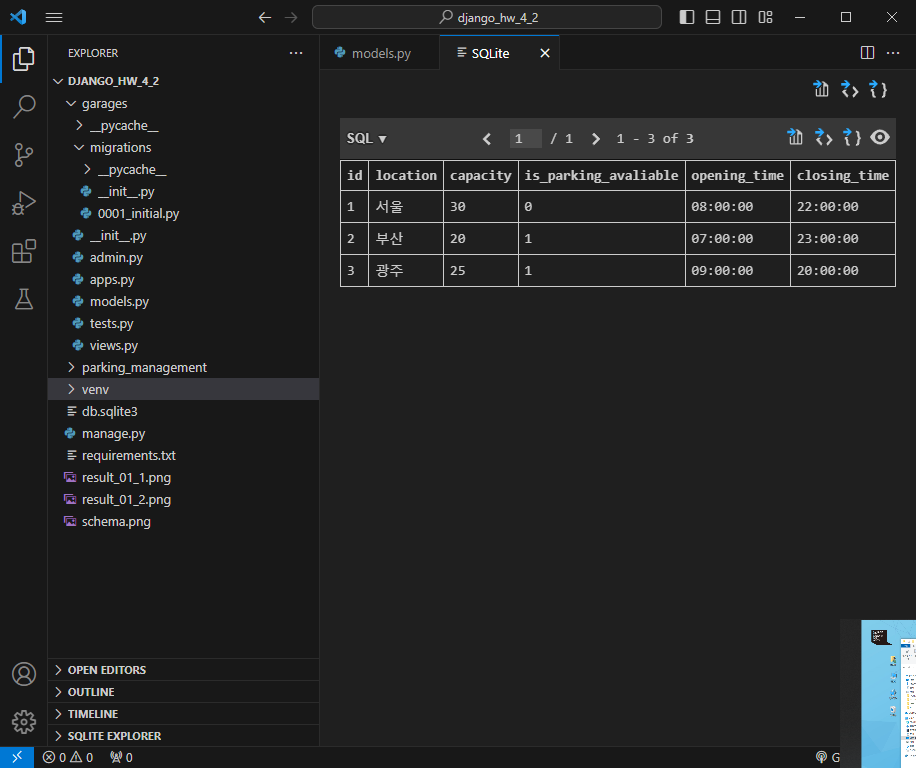 django_hw_4_2
EXPLORER
DJANGO_HW_4_2
garages
__pycache__
migrations
__pycache__
__init__.py
0001_initial.py
__init__.py
admin.py
apps.py
models.py
tests.py
views.py
parking_management
venv
db.sqlite3
manage.py
requirements.txt
result_01_1.png
result_01_2.png
schema.png
OPEN EDITORS
OUTLINE
TIMELINE
SQLITE EXPLORER
models.py SQLite
SQL ▼ 1 / 1 1 - 3 of 3
id location capacity is_parking_avaliable opening_time closing_time
1 서울 30 0 08:00:00 22:00:00
2 부산 20 1 07:00:00 23:00:00
3 광주 25 1 09:00:00 20:00:00
0 0 0 G